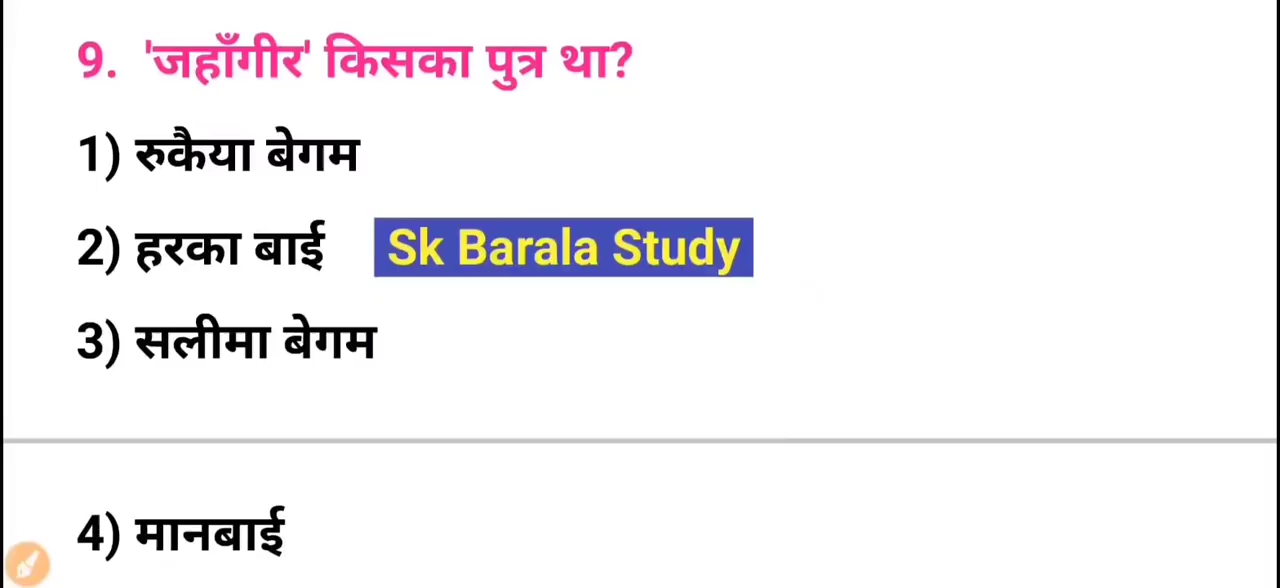 9. 'जहाँगीर' किसका पुत्र था?
1) रुकैया बेगम
2) हरका बाई Sk Barala Study
3) सलीमा बेगम
4) मानबाई